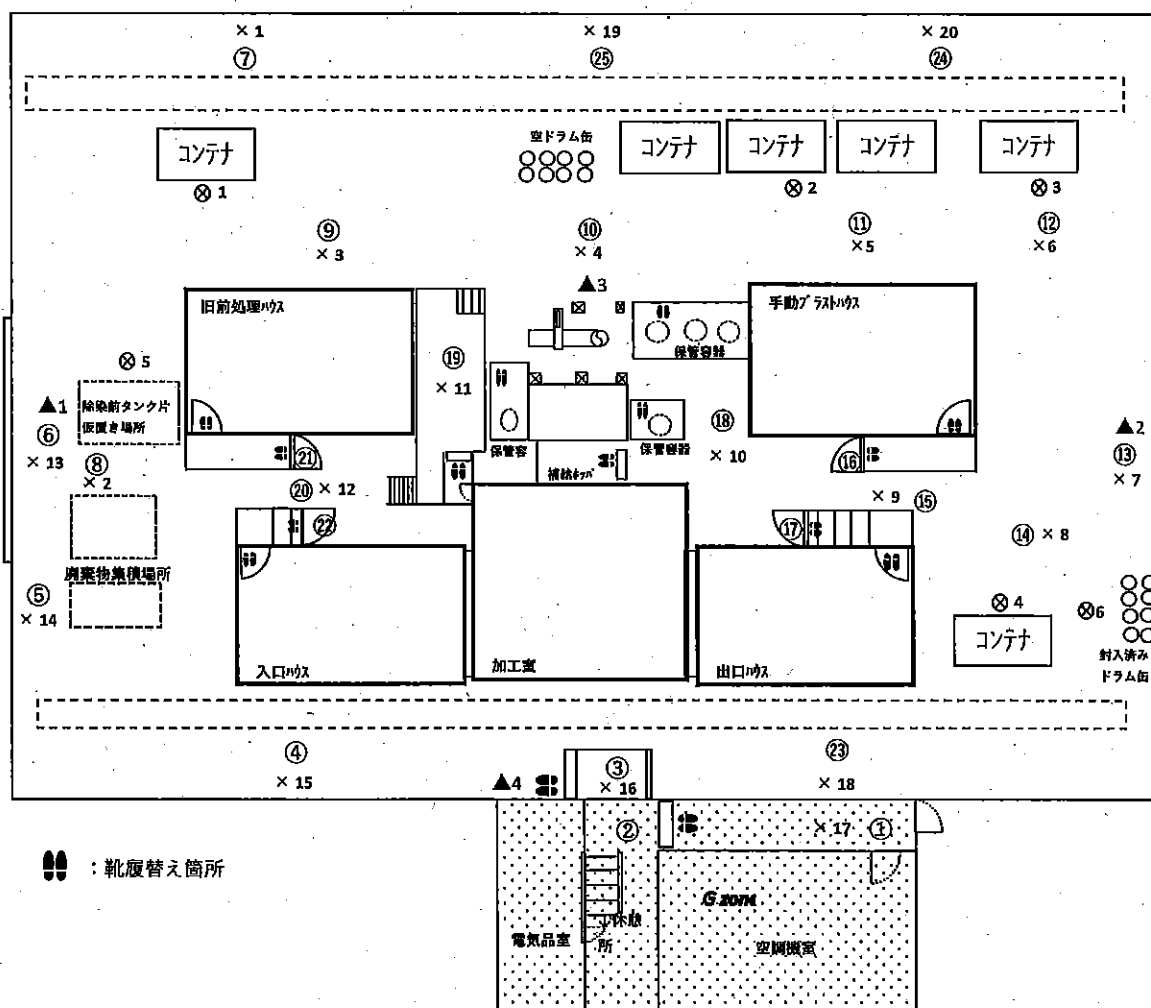 × 1
× 19
× 20
⑦
㉕
㉔
コンテナ
空ドラム缶
コンテナ
コンテナ
コンテナ
コンテナ
⊗ 1
⊗ 2
⊗ 3
⑨
× 3
⑩
× 4
⑪
×5
⑫
×6
▲3
旧前処理ハウス
手動ブラストハウス
保管容器
⊗ 5
⑲
× 11
▲1
除染前タンク片
仮置き場所
⑥
× 13
⑧
× 2
⑱
× 10
▲2
⑬
× 7
保管容
保管容器
㉑
⑯
⑳
× 12
× 9
⑮
㉒
⑰
⑭ × 8
廃棄物集積場所
⑤
× 14
⊗ 4
⊗6
コンテナ
封入済み
ドラム缶
入口ハウス
加工室
出口ハウス
④
× 15
▲4
③
× 16
㉓
× 18
②
×17 ①
：靴履替え箇所
G zone
電気品室
休憩
所
空調機室